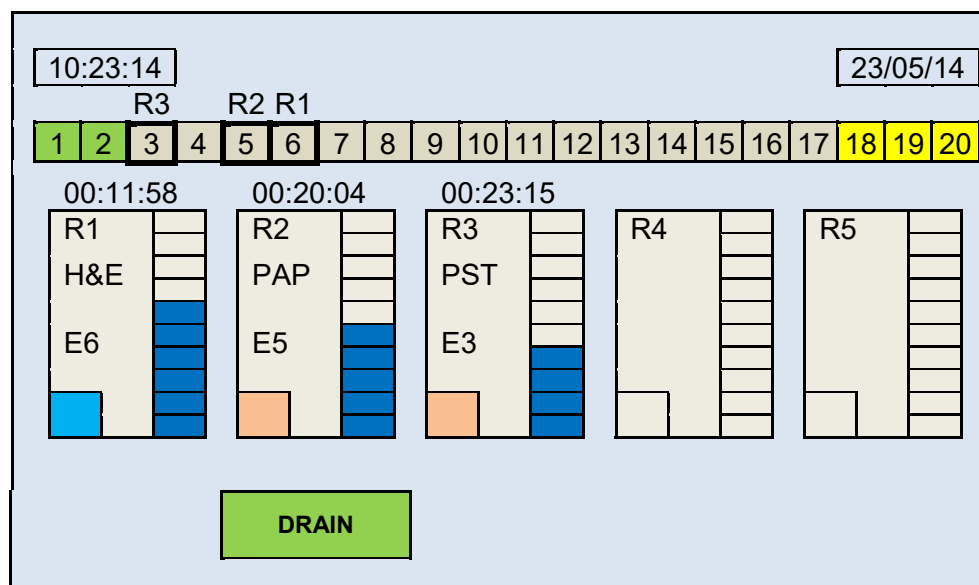 10:23:14 23/05/14
R3 R2 R1
1 2 3 4 5 6 7 8 9 10 11 12 13 14 15 16 17 18 19 20
00:11:58 00:20:04 00:23:15
R1 R2 R3 R4 R5
H&E PAP PST
E6 E5 E3
DRAIN